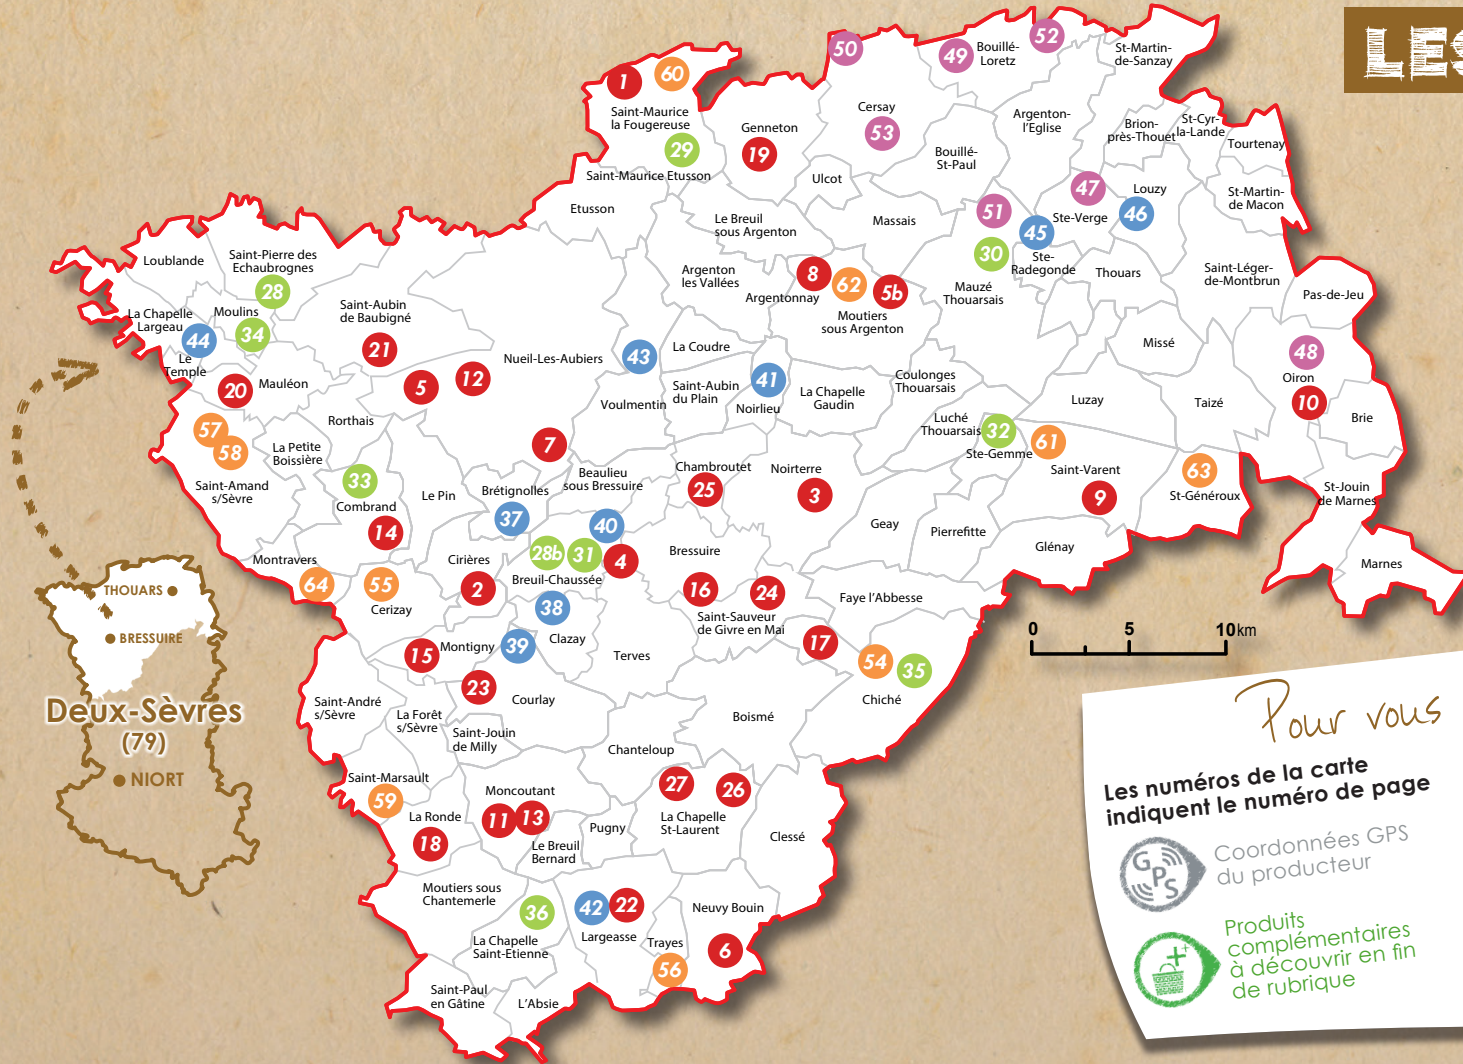 LES
50
49
Bouillé-
Loretz
52
St-Martin-
de-Sanzay
1
60
Saint-Maurice
la Fougereuse
29
Saint-Maurice Etusson
Genneton
19
Cersay
53
Ulcot
Bouillé-
St-Paul
Argenton-
l'Eglise
Brion-
près-Thouet
St-Cyr-
la-Lande
Tourtenay
St-Martin-
de Macon
47
Louzy
46
Ste-Verge
45
Ste-
Radegonde
51
30
Mauzé
Thouarsais
Thouars
Saint-Léger-
de-Montbrun
Pas-de-Jeu
Etusson
Le Breuil
sous Argenton
Massais
Argenton
les Vallées
8
62
5b
Argentonnay
Moutiers
sous Argenton
Loublande
Saint-Pierre des
Echaubrognes
28
La Chapelle
Largeau
Moulins
34
44
Le
Temple
Saint-Aubin
de Baubigné
21
20
Mauléon
5
12
Nueil-Les-Aubiers
43
La Coudre
Saint-Aubin
du Plain
41
Noirlieu
La Chapelle
Gaudin
Coulonges
Thouarsais
Missé
48
Oiron
10
Brie
Luzay
Taizé
Voulmentin
Rorthais
57
58
La Petite
Boissière
Saint-Amand
s/Sèvre
33
Combrand
14
Le Pin
7
Brétignolles
37
Beaulieu
sous Bressuire
Chambroutet
25
Noirterre
3
Luché
Thouarsais
32
Ste-Gemme
61
Saint-Varent
9
63
St-Généroux
St-Jouin
de Marnes
Marnes
Geay
Pierrefitte
Glénay
40
28b
31
4
Breuil-Chaussée
Bressuire
16
24
Saint-Sauveur
de Givre en Mai
Faye l'Abbesse
17
54
35
Chiché
Montravers
64
55
Cerizay
Cirières
2
38
Clazay
15
Montigny
39
Terves
23
Courlay
Saint-André
s/Sèvre
La Forêt
s/Sèvre
Saint-Jouin
de Milly
Boismé
Chanteloup
Saint-Marsault
59
La Ronde
18
Moncoutant
11
13
Le Breuil
Bernard
Pugny
27
26
La Chapelle
St-Laurent
Clessé
Moutiers sous
Chantemerle
36
La Chapelle
Saint-Etienne
42
22
Largeasse
Trayes
56
Neuvy Bouin
6
Saint-Paul
en Gâtine
L'Absie
THOUARS
BRESSUIRE
Deux-Sèvres
(79)
NIORT
0 5 10km
Pour vous
Les numéros de la carte
indiquent le numéro de page
GPS
Coordonnées GPS
du producteur
Produits
complémentaires
à découvrir en fin
de rubrique